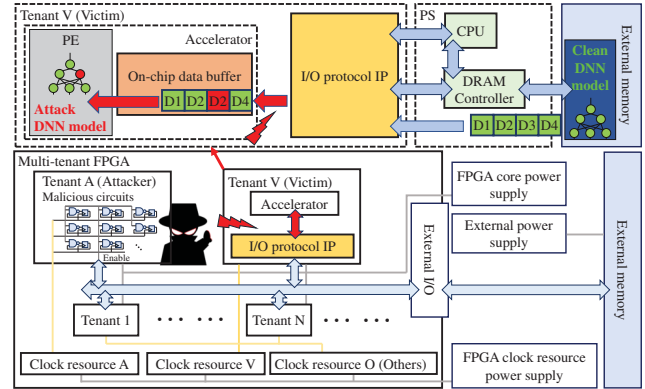 Tenant V (Victim)
PE
Accelerator
On-chip data buffer
D1 D2 D2 D4
Attack
DNN model
I/O protocol IP
PS
CPU
DRAM
Controller
D1 D2 D3 D4
Clean
DNN
model
External memory
Multi-tenant FPGA
Tenant A (Attacker)
Malicious circuits
Enable
Tenant V (Victim)
Accelerator
I/O protocol IP
External I/O
FPGA core power
supply
External power
supply
External memory
Tenant 1
Tenant N
Clock resource A
Clock resource V
Clock resource O (Others)
FPGA clock resource
power supply